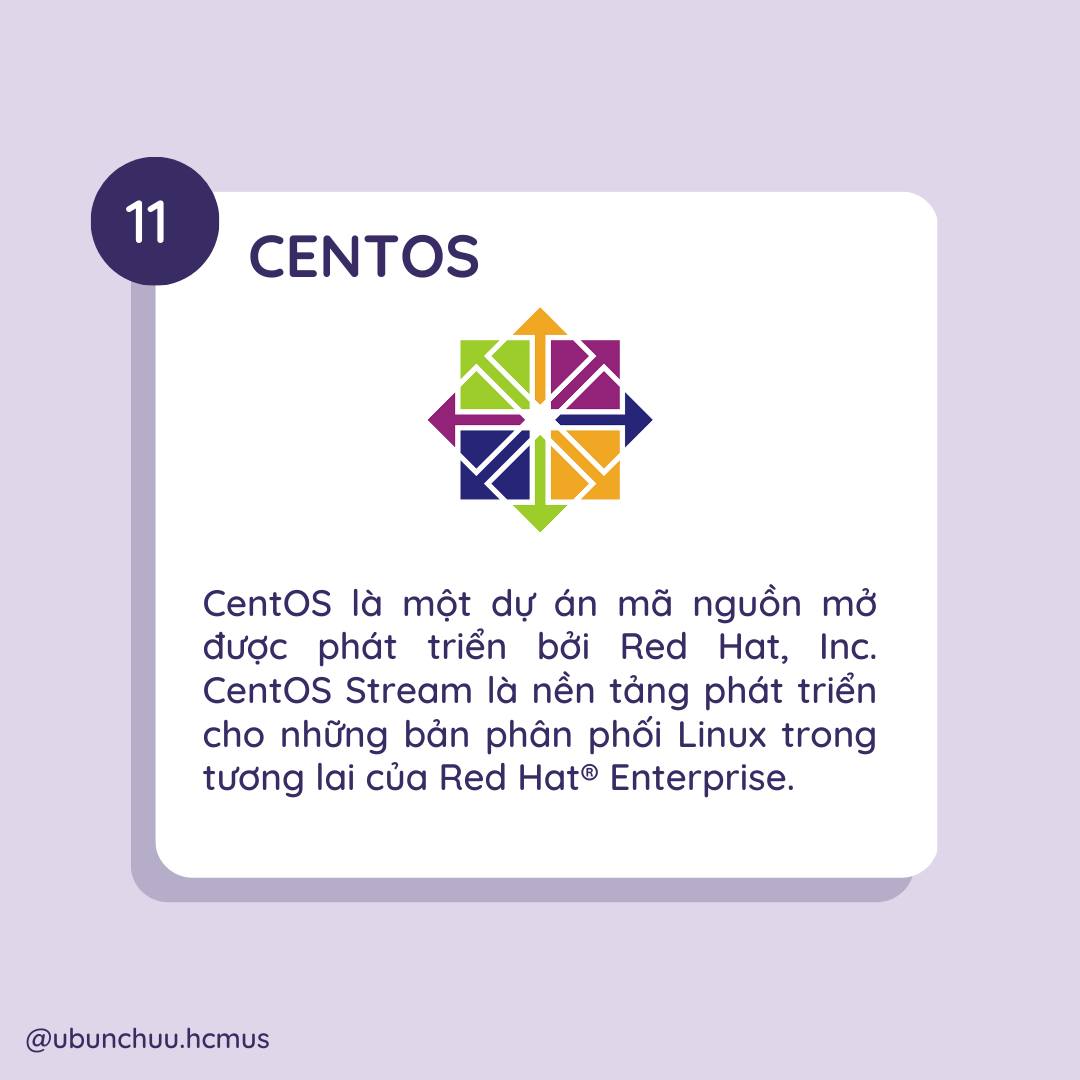 11
CENTOS
CentOS là một dự án mã nguồn mở
được phát triển bởi Red Hat, Inc.
CentOS Stream là nền tảng phát triển
cho những bản phân phối Linux trong
tương lai của Red Hat® Enterprise.
@ubunchuu.hcmus